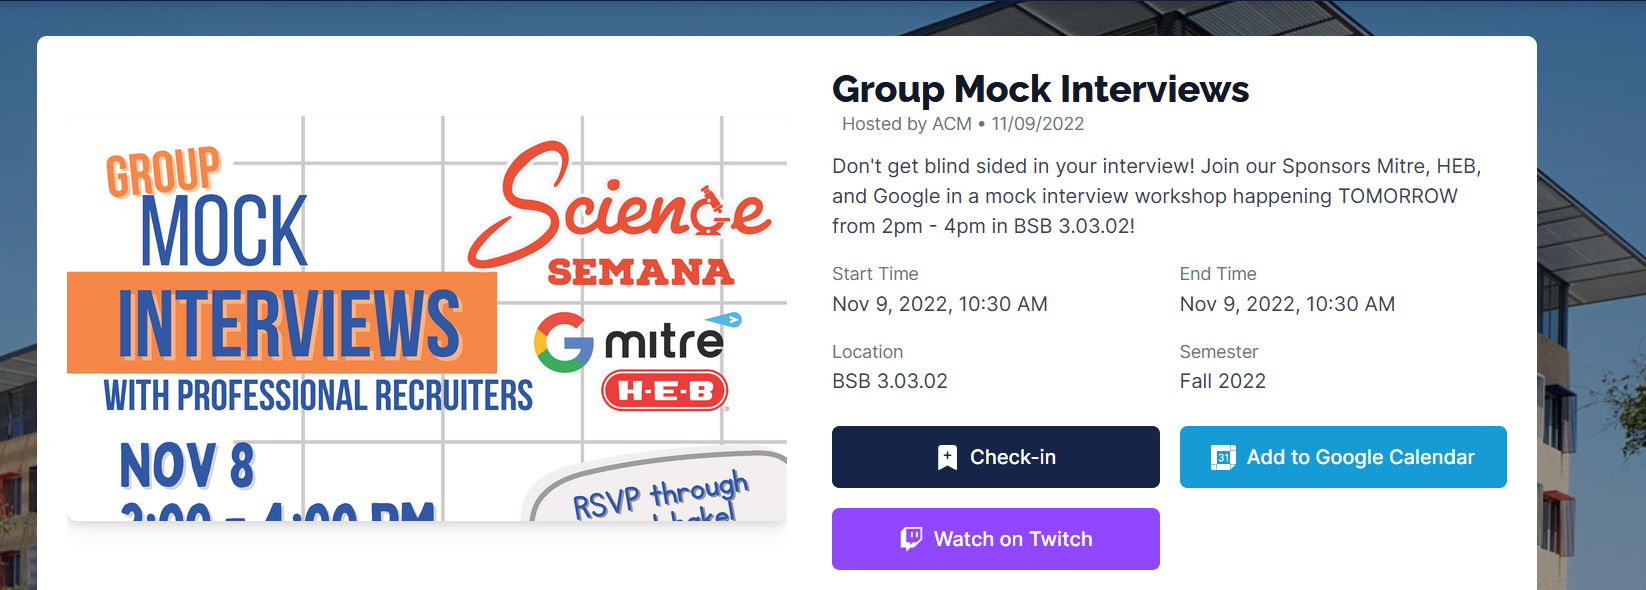 GROUP
MOCK
INTERVIEWS
WITH PROFESSIONAL RECRUITERS
NOV 8
Science
SEMANA
G mitre
H-E-B
RSVP through
Group Mock Interviews
Hosted by ACM • 11/09/2022
Don't get blind sided in your interview! Join our Sponsors Mitre, HEB,
and Google in a mock interview workshop happening TOMORROW
from 2pm - 4pm in BSB 3.03.02!
Start Time
Nov 9, 2022, 10:30 AM
End Time
Nov 9, 2022, 10:30 AM
Location
BSB 3.03.02
Semester
Fall 2022
Check-in
31 Add to Google Calendar
Watch on Twitch